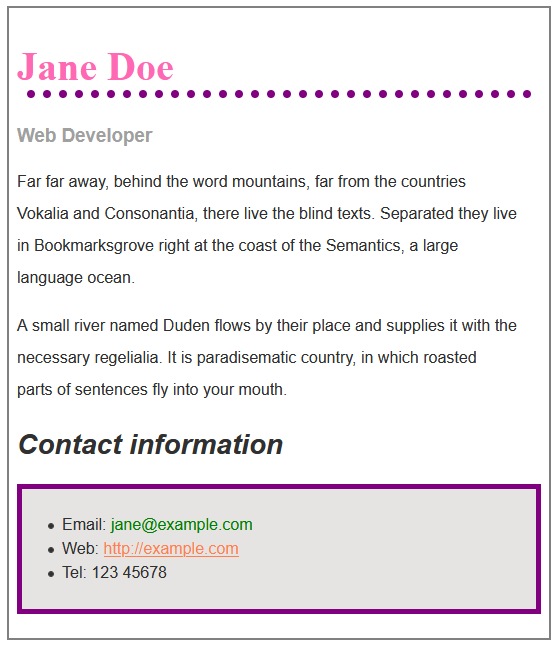 Jane Doe
Web Developer
Far far away, behind the word mountains, far from the countries
Vokalia and Consonantia, there live the blind texts. Separated they live
in Bookmarksgrove right at the coast of the Semantics, a large
language ocean.
A small river named Duden flows by their place and supplies it with the
necessary regelialia. It is paradisematic country, in which roasted
parts of sentences fly into your mouth.
Contact information
Email: jane@example.com
Web: http://example.com
Tel: 123 45678